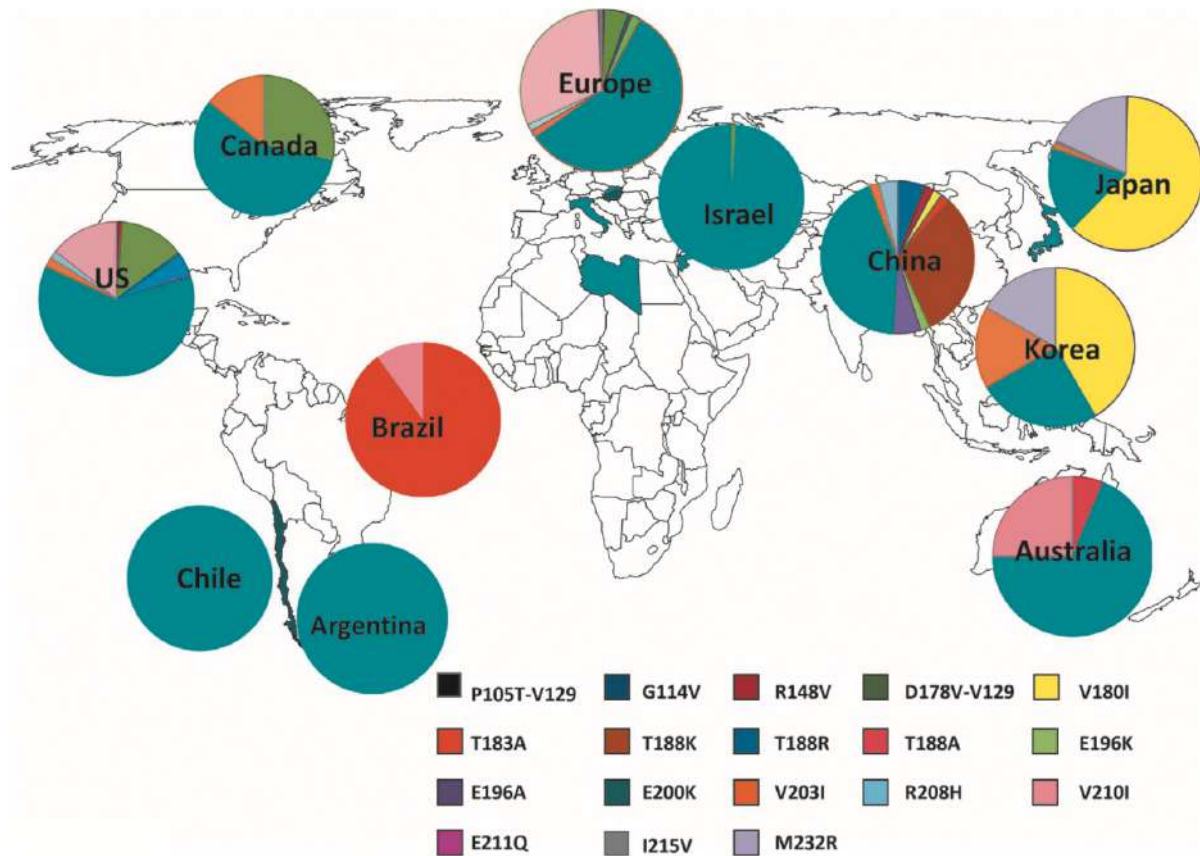 Europe
Canada
Japan
Israel
US
China
Korea
Brazil
Australia
Chile
Argentina
P105T-V129 G114V R148V D178V-V129 V180I
T183A T188K T188R T188A E196K
E196A E200K V203I R208H V210I
E211Q I215V M232R